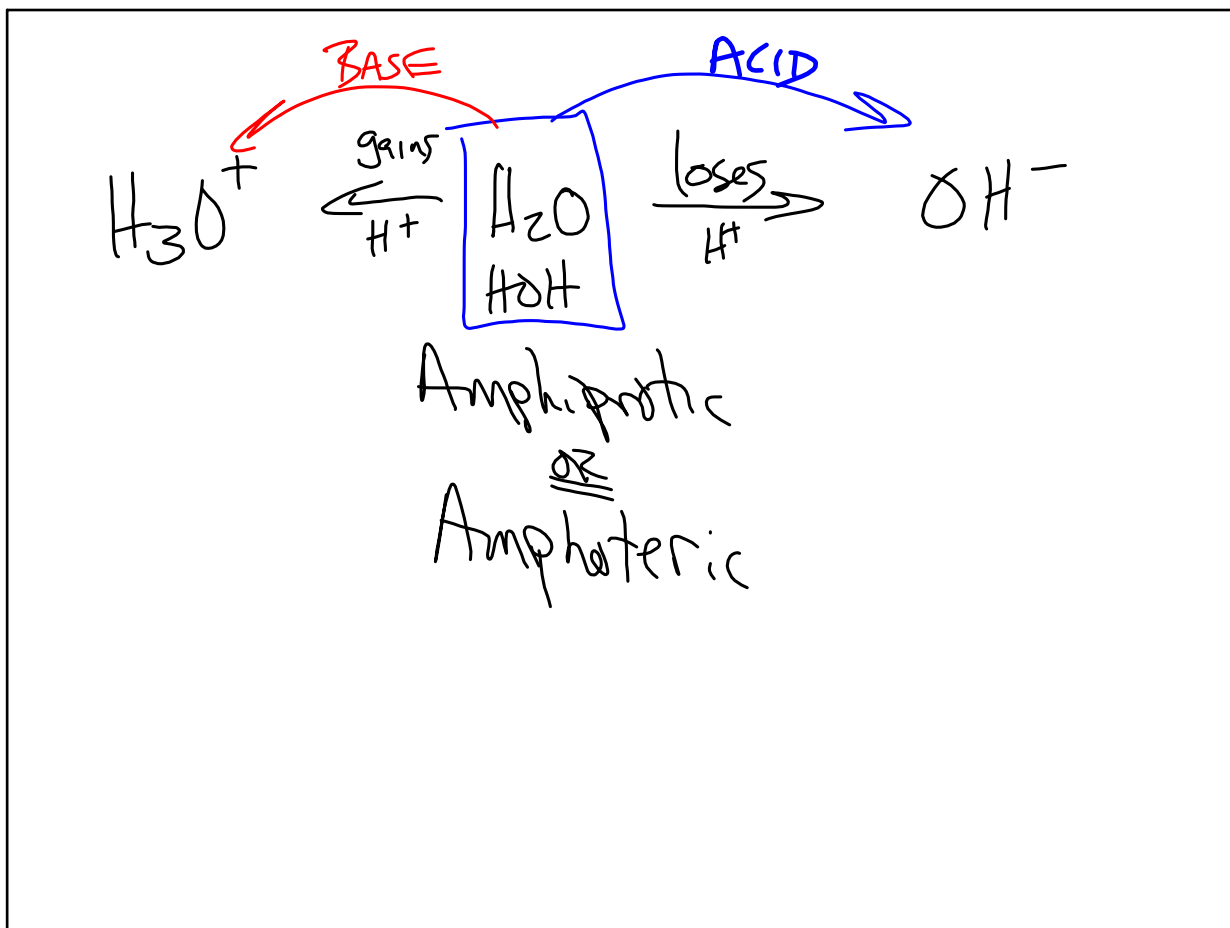 BASE ACID
gains loses
H₃O⁺ H⁺ H₂O H⁺ OH⁻
HOH
Amphiprotic
OR
Amphoteric